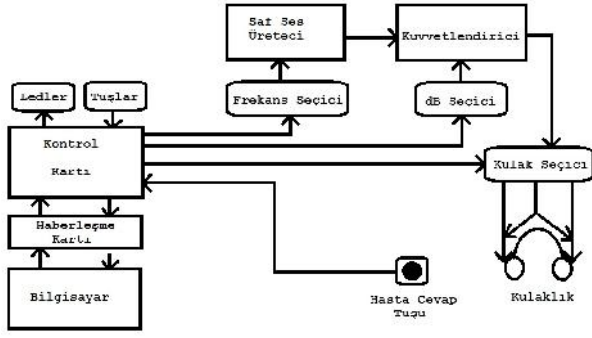 Saf Ses
Üreteci
Kuvvetlendirici
Ledler
Tuşlar
Frekans Seçici
dB Seçici
Kontrol
Kartı
Kulak Seçici
Haberleşme
Kartı
Bilgisayar
Hasta Cevap
Tuşu
Kulaklık